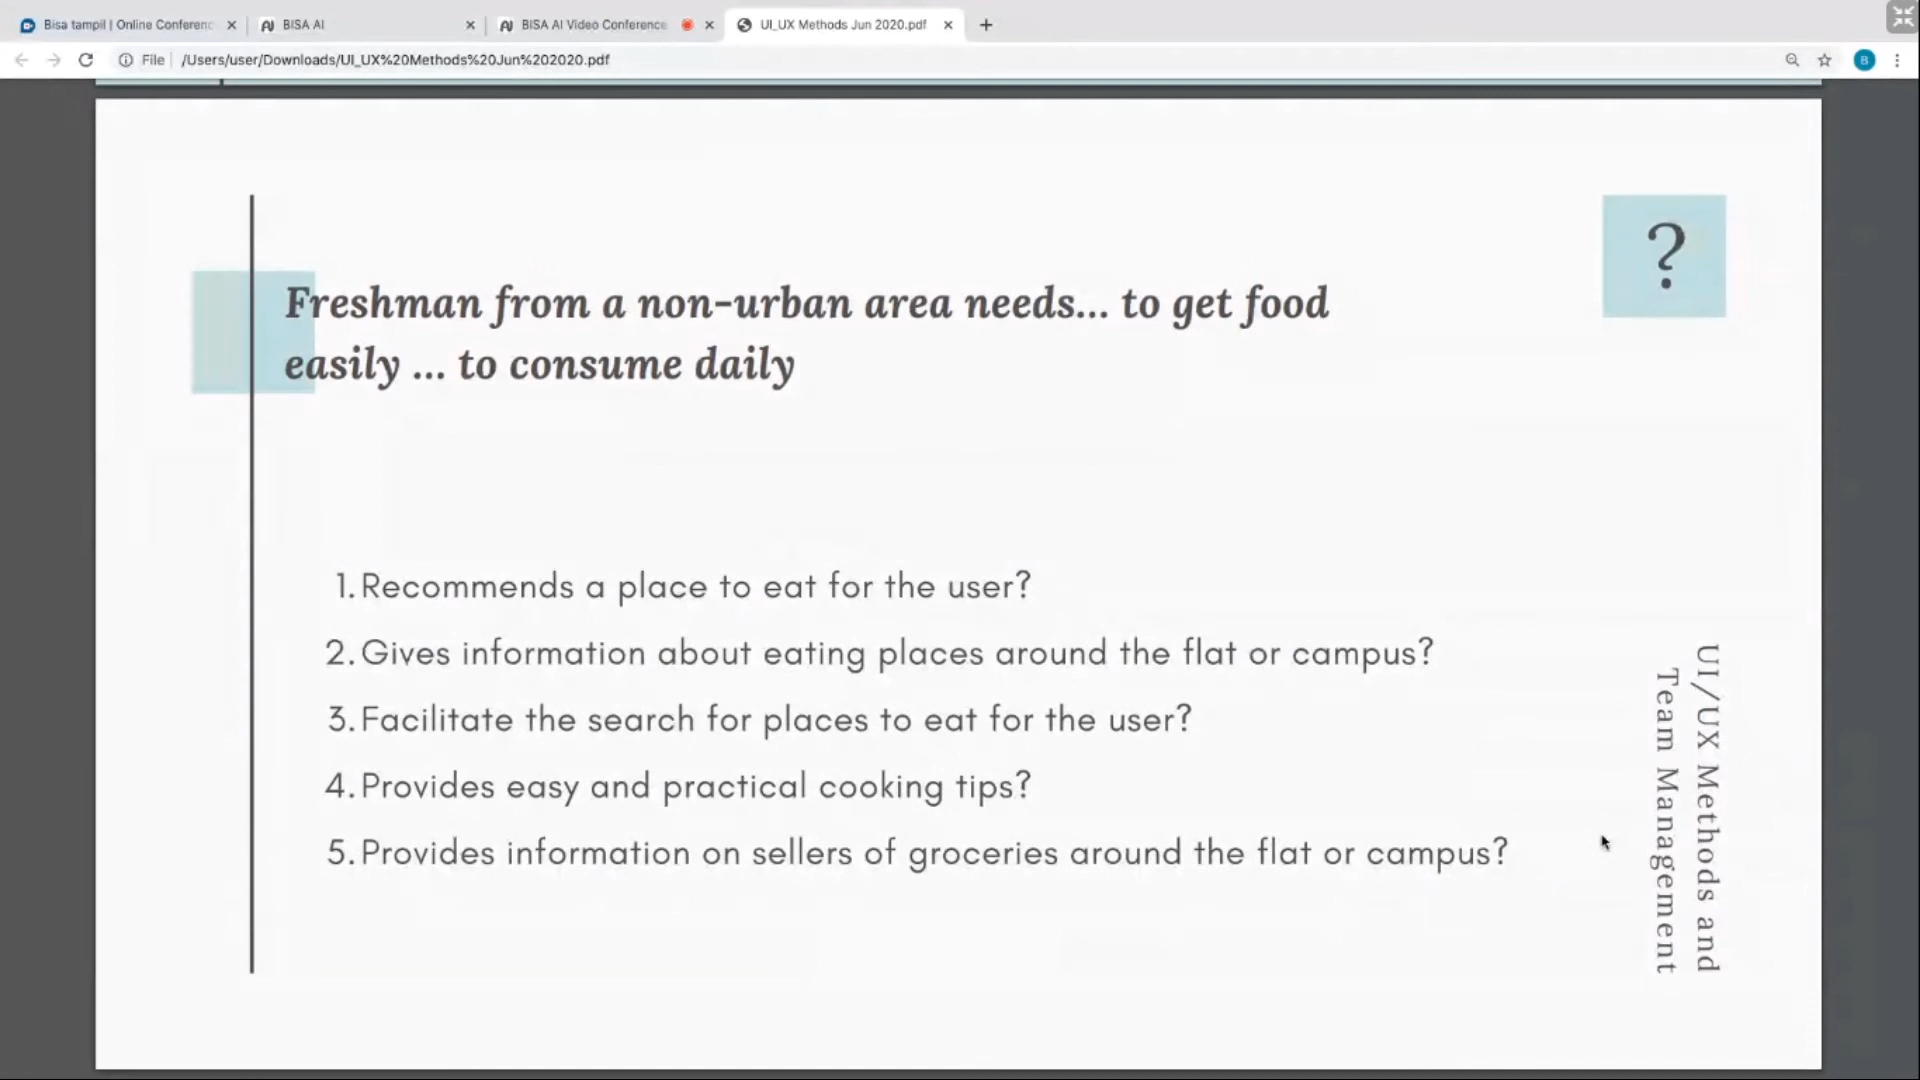 Bisa tampil | Online Conferenc
BISA AI
BISA AI Video Conference
UI_UX Methods Jun 2020.pdf
File
/Users/user/Downloads/UI_UX%20Methods%20Jun%202020.pdf
B
?
Freshman from a non-urban area needs... to get food
easily ... to consume daily
1. Recommends a place to eat for the user?
2. Gives information about eating places around the flat or campus?
3. Facilitate the search for places to eat for the user?
4. Provides easy and practical cooking tips?
5. Provides information on sellers of groceries around the flat or campus?
UI/UX Methods and
Team Management